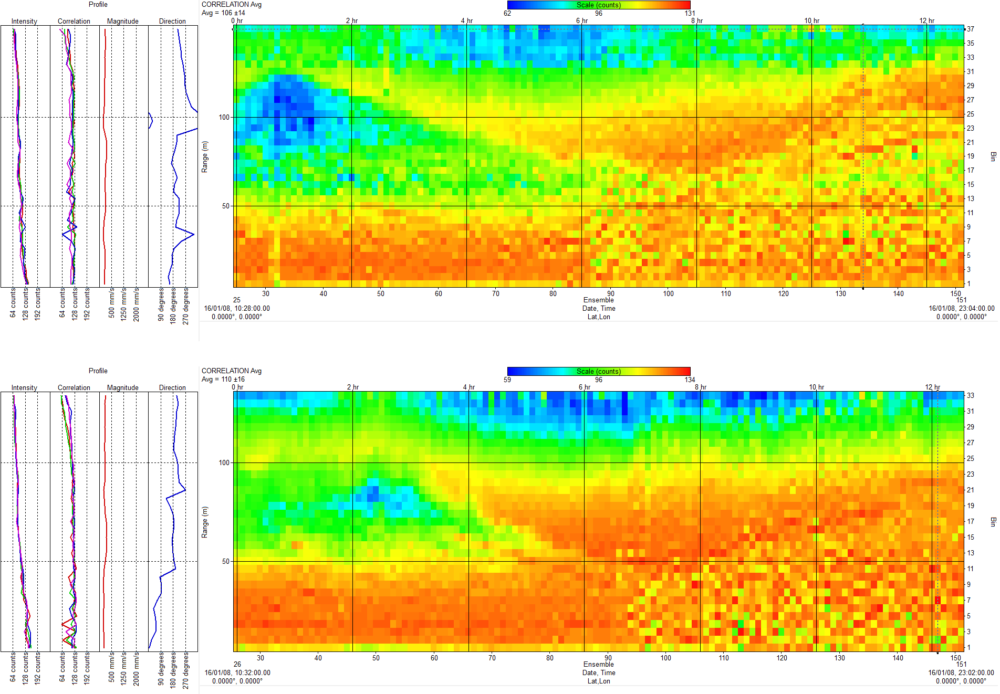 Profile
CORRELATION Avg
Avg = 106 ±14
Scale (counts)
62 96 131
Intensity Correlation Magnitude Direction
0 hr 2 hr 4 hr 6 hr 8 hr 10 hr 12 hr
37
35
33
31
29
27
100 25
23
21
Range (m) Bin
19
17
15
13
50
11
9
7
5
3
1
64 counts 128 counts 192 counts 64 counts 128 counts 192 counts 500 mm/s 1250 mm/s 2000 mm/s 90 degrees 180 degrees 270 degrees
30 40 50 60 70 80 90 100 110 120 130 140 150
25 Ensemble 151
16/01/08, 10:28:00.00 Date, Time 16/01/08, 23:04:00.00
0.0000°, 0.0000° Lat,Lon 0.0000°, 0.0000°
Profile
CORRELATION Avg
Avg = 110 ±16
Scale (counts)
59 96 134
Intensity Correlation Magnitude Direction
0 hr 2 hr 4 hr 6 hr 8 hr 10 hr 12 hr
33
31
29
27
25
100
23
21
19
Range (m) Bin
17
15
13
50
11
9
7
5
3
1
64 counts 128 counts 192 counts 64 counts 128 counts 192 counts 500 mm/s 1250 mm/s 2000 mm/s 90 degrees 180 degrees 270 degrees
30 40 50 60 70 80 90 100 110 120 130 140 150
26 Ensemble 151
16/01/08, 10:32:00.00 Date, Time 16/01/08, 23:02:00.00
0.0000°, 0.0000° Lat,Lon 0.0000°, 0.0000°